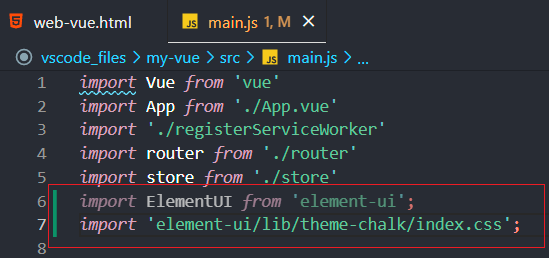 web-vue.html
JS main.js 1, M
vscode_files > my-vue > src > JS main.js > ...
1 import Vue from 'vue'
2 import App from './App.vue'
3 import './registerServiceWorker'
4 import router from './router'
5 import store from './store'
6 import ElementUI from 'element-ui';
7 import 'element-ui/lib/theme-chalk/index.css';
8